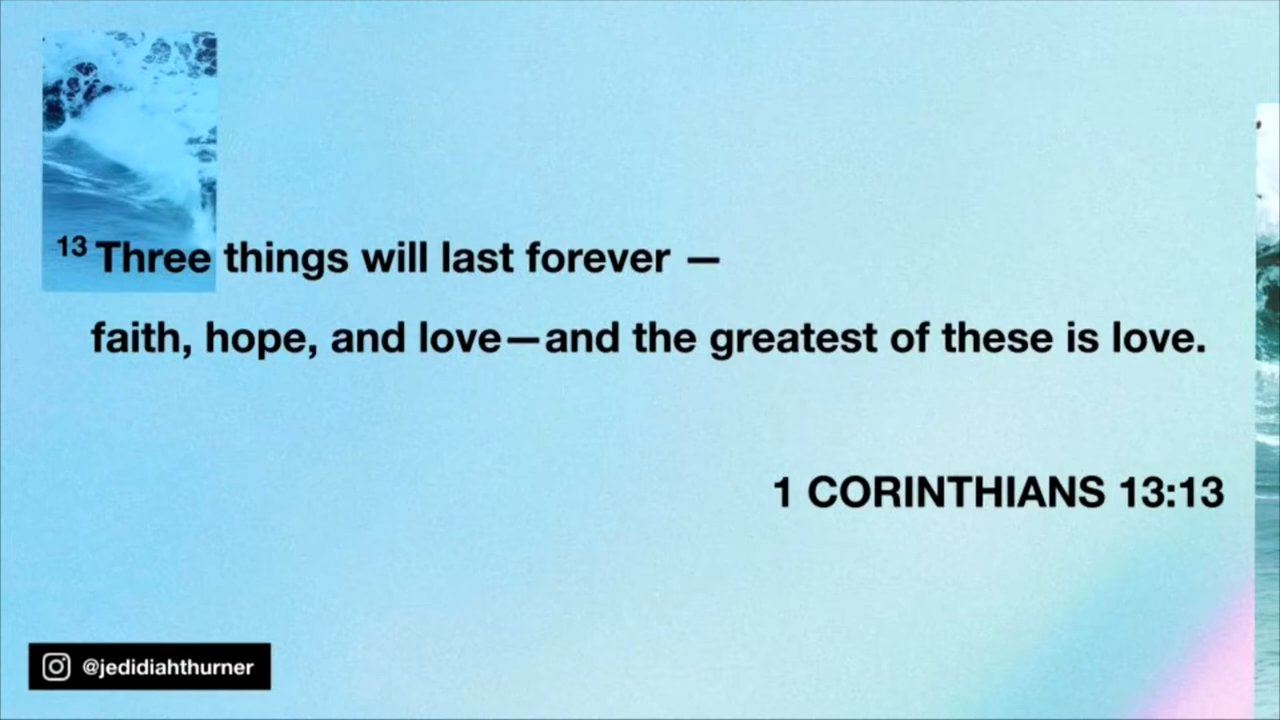 13 Three things will last forever —
faith, hope, and love—and the greatest of these is love.
1 CORINTHIANS 13:13
@jedidiahthurner